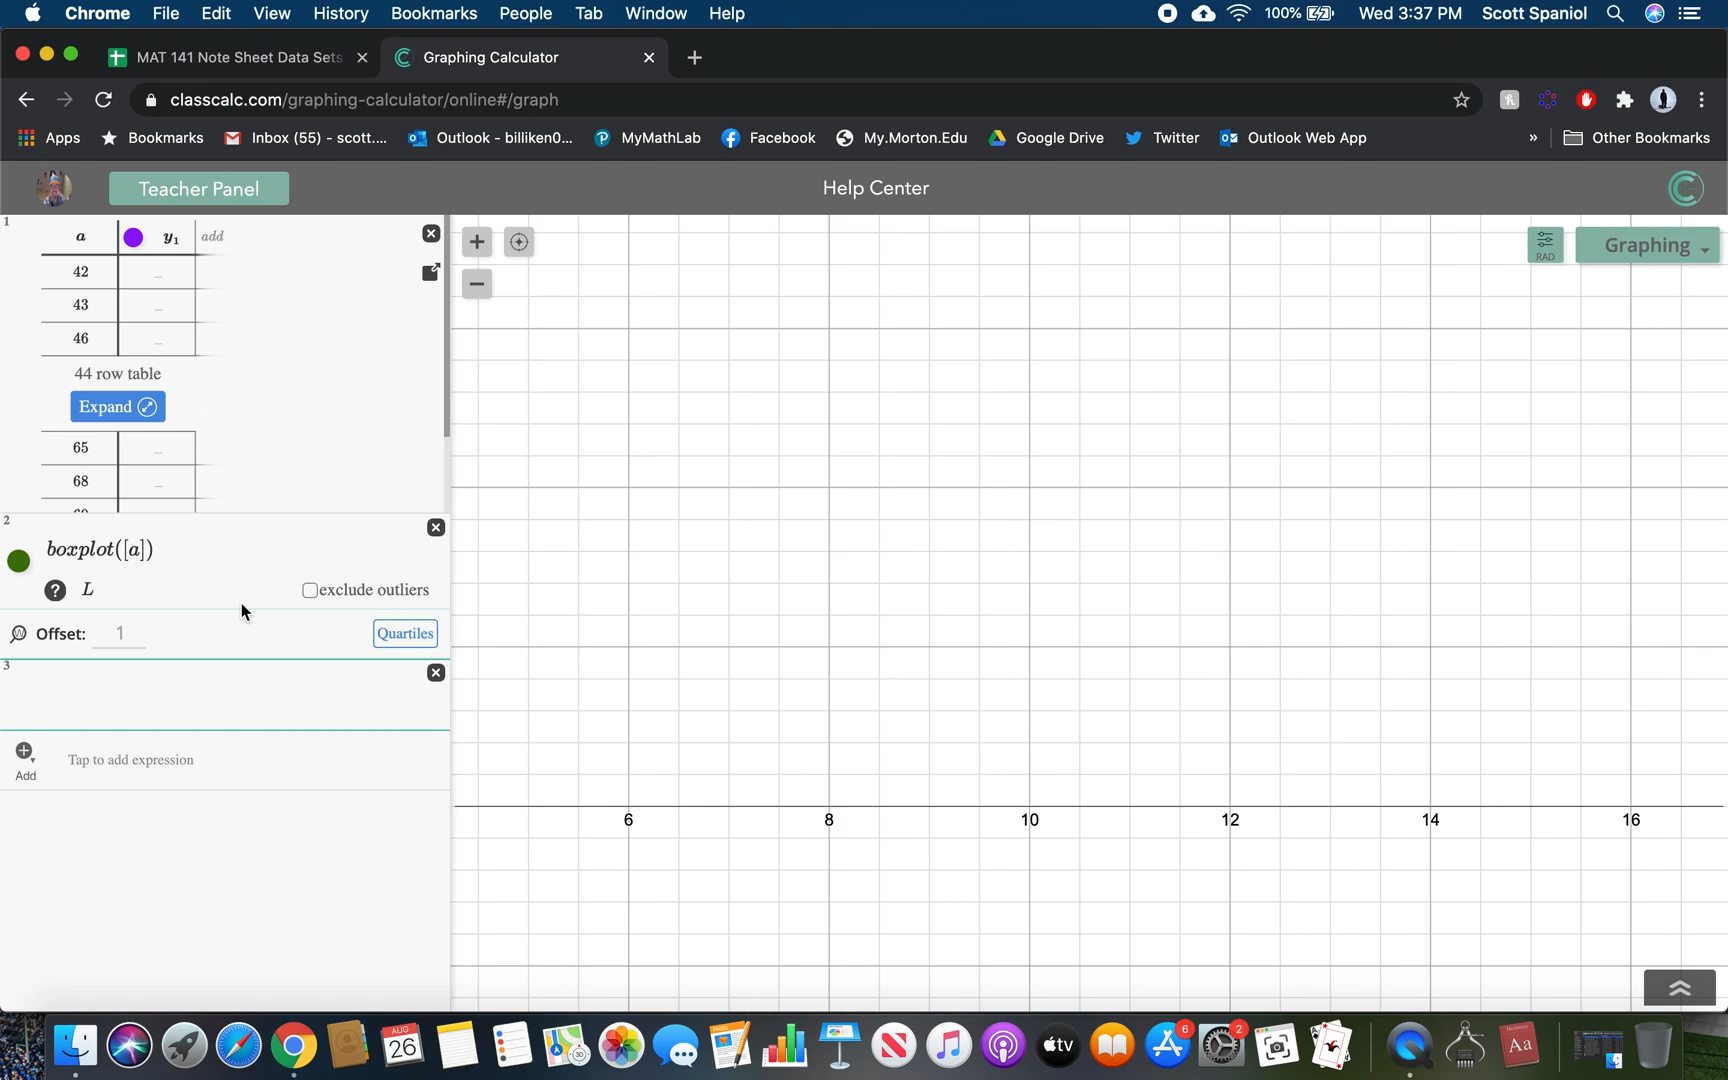 Chrome File Edit View History Bookmarks People Tab Window Help 100% Wed 3:37 PM Scott Spaniol
MAT 141 Note Sheet Data Sets Graphing Calculator
classcalc.com/graphing-calculator/online#/graph
Apps Bookmarks Inbox (55) - scott.... Outlook - billiken0... MyMathLab Facebook My.Morton.Edu Google Drive Twitter Outlook Web App » Other Bookmarks
Teacher Panel Help Center
1
a y₁ add
42
43
46
44 row table
Expand
65
68
RAD
Graphing
2
boxplot([a])
? L exclude outliers
Offset: 1 Quartiles
3
Add Tap to add expression
6 8 10 12 14 16
AUG
26
3D
tv
6
2
Dictionary
Aa